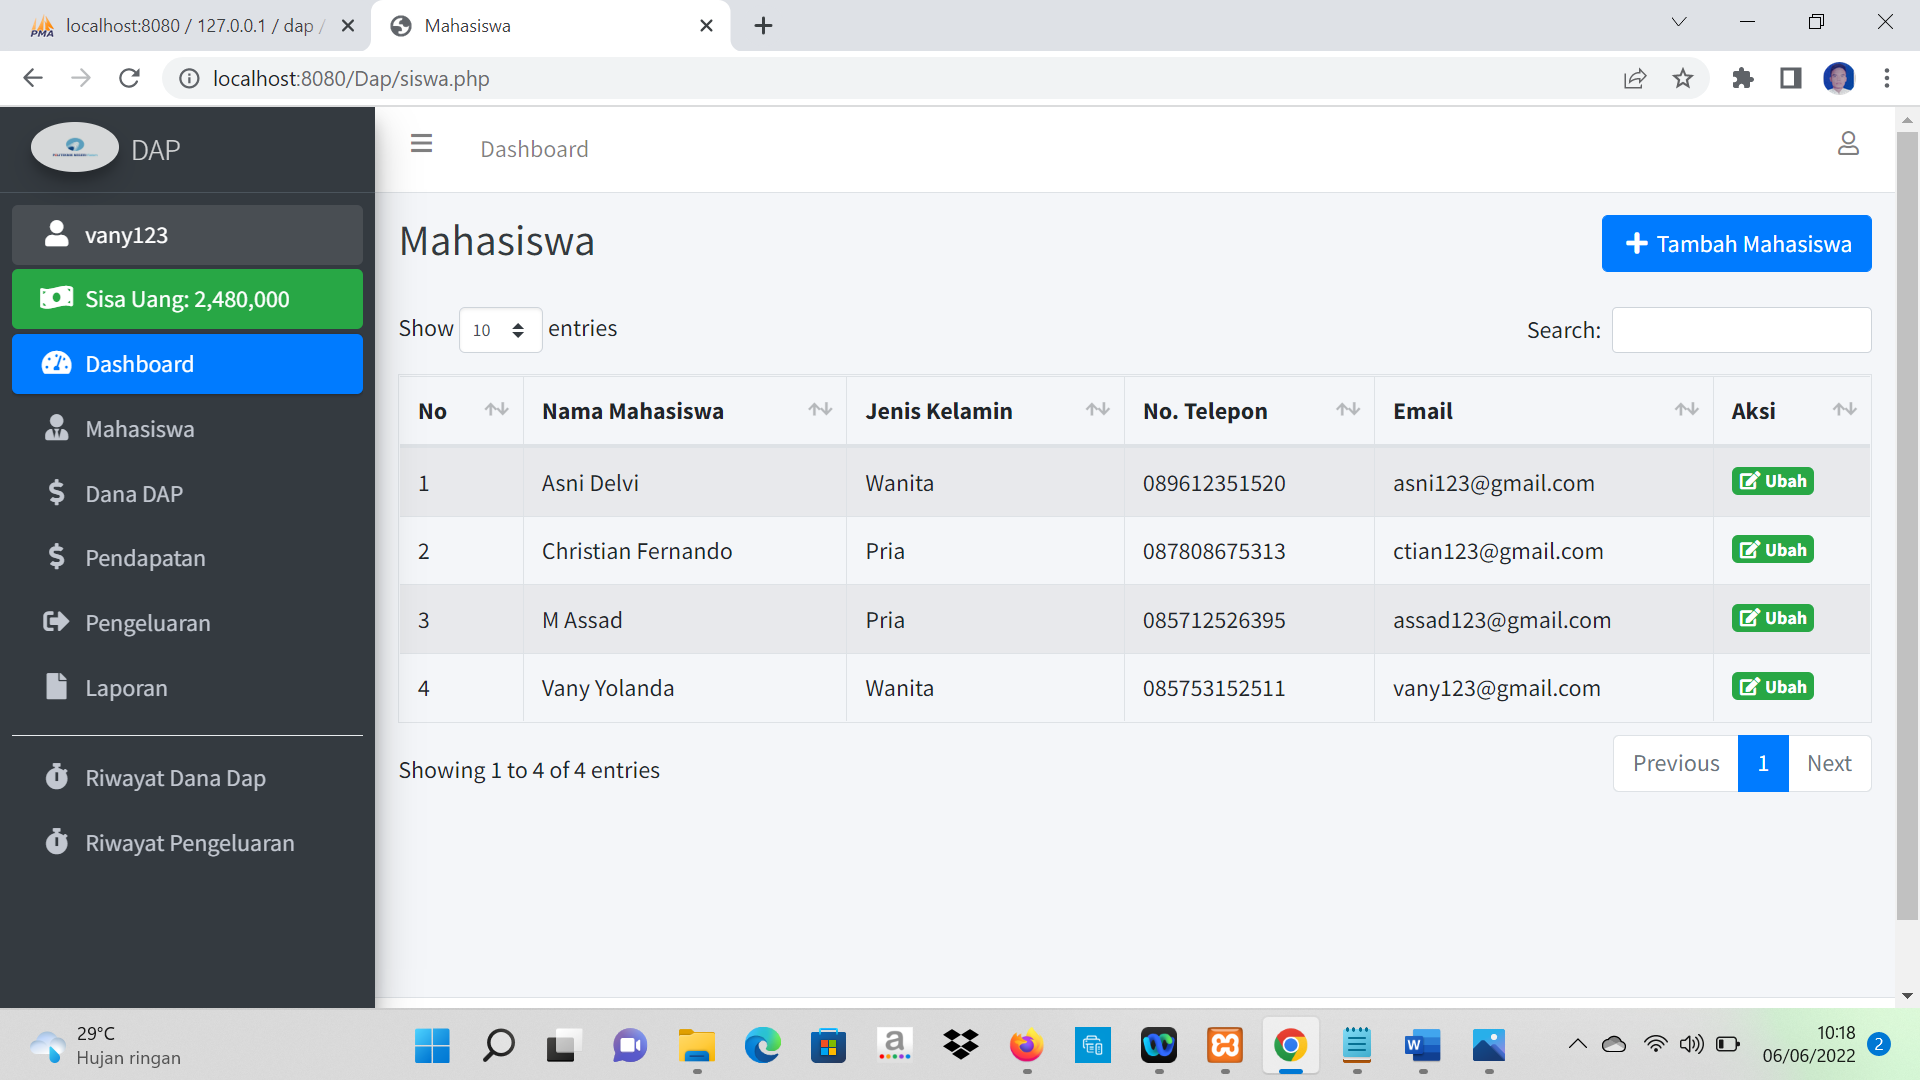 PMA localhost:8080 / 127.0.0.1 / dap /
Mahasiswa
localhost:8080/Dap/siswa.php
DAP
Dashboard
vany123
Mahasiswa
Tambah Mahasiswa
Sisa Uang: 2,480,000
Show 10 entries
Search:
Dashboard
No Nama Mahasiswa Jenis Kelamin No. Telepon Email Aksi
Mahasiswa
1 Asni Delvi Wanita 089612351520 asni123@gmail.com Ubah
Dana DAP
2 Christian Fernando Pria 087808675313 ctian123@gmail.com Ubah
Pendapatan
3 M Assad Pria 085712526395 assad123@gmail.com Ubah
Pengeluaran
4 Vany Yolanda Wanita 085753152511 vany123@gmail.com Ubah
Laporan
Showing 1 to 4 of 4 entries
Previous 1 Next
Riwayat Dana Dap
Riwayat Pengeluaran
29°C
Hujan ringan
10:18
06/06/2022
2